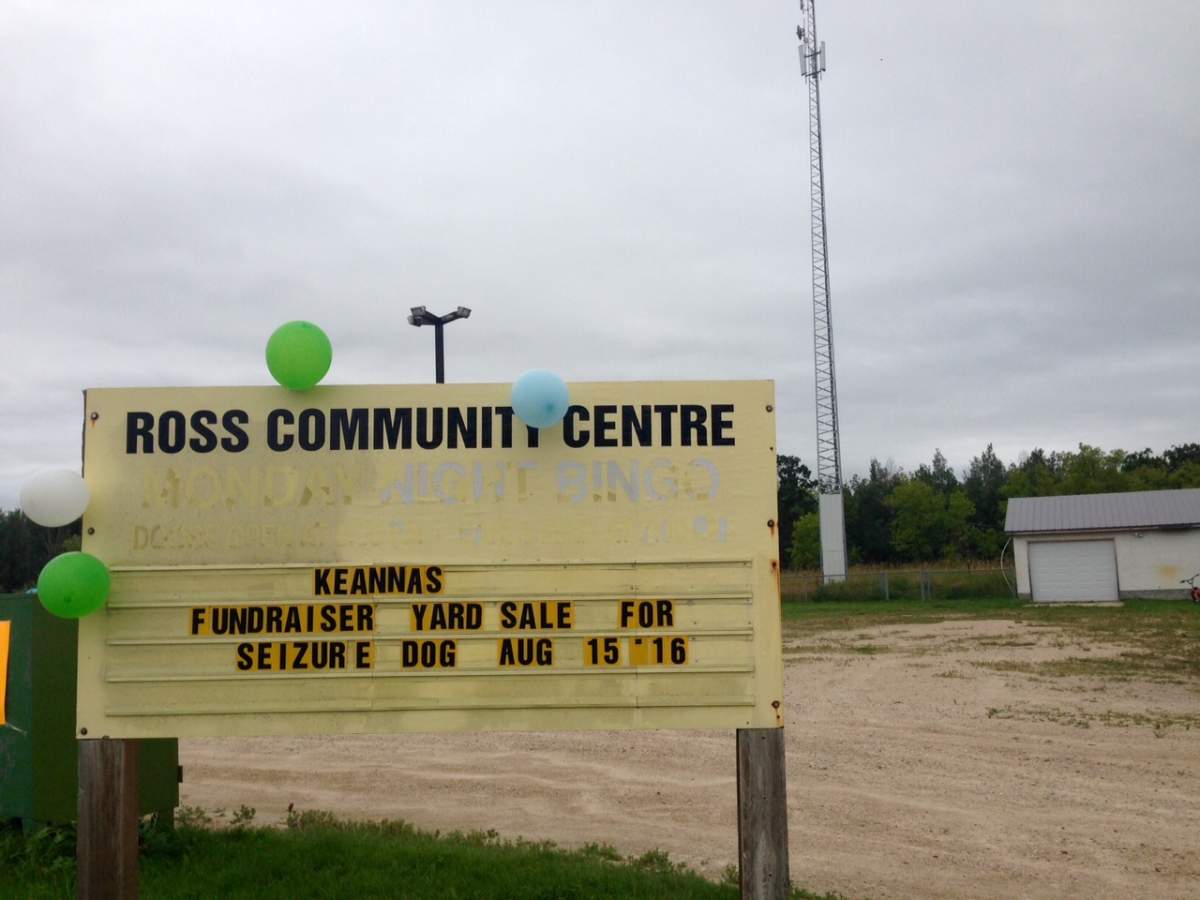 ROSS COMMUNITY CENTRE
MONDAY NIGHT BINGO
KEANNAS
FUNDRAISER YARD SALE FOR
SEIZURE DOG AUG 15-16